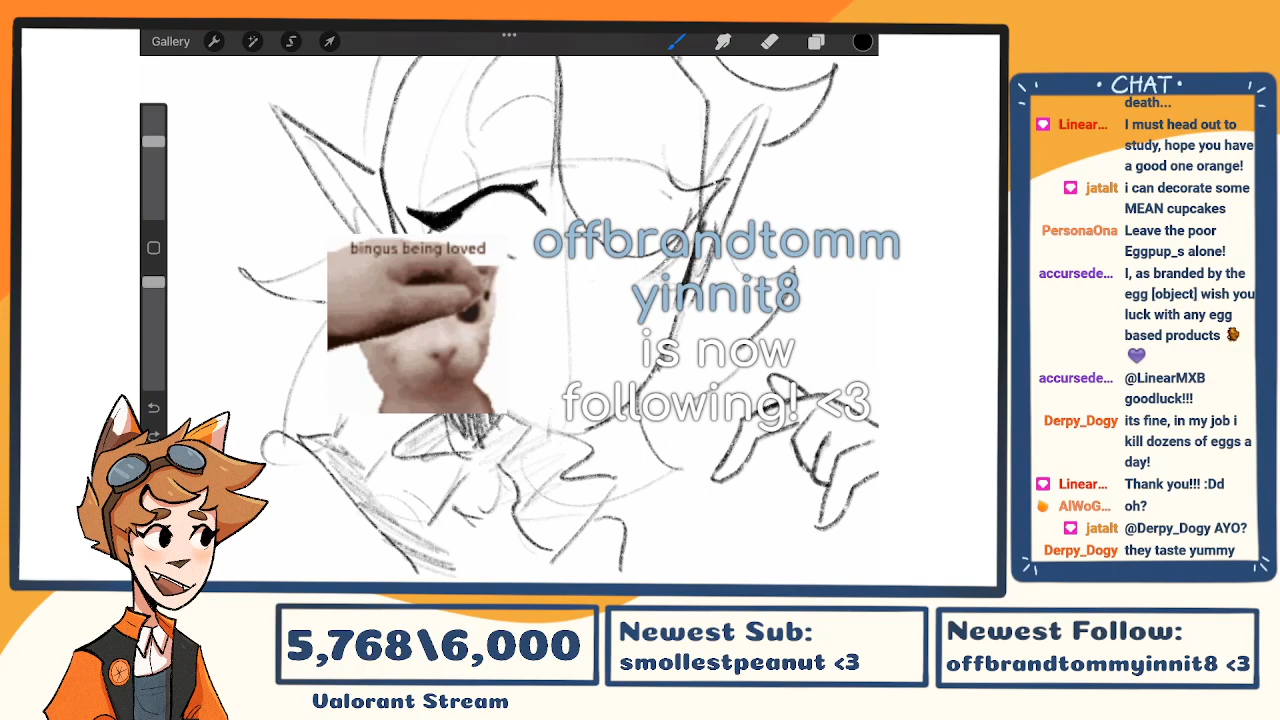 Gallery
bingus being loved
offbrandtomm
yinnit8
is now
following! <3
• CHAT •
death...
Linear... I must head out to
study, hope you have
a good one orange!
jatalt i can decorate some
MEAN cupcakes
PersonaOna Leave the poor
Eggpup_s alone!
accursede... I, as branded by the
egg [object] wish you
luck with any egg
based products
accursede... @LinearMXB
goodluck!!!
Derpy_Dogy its fine, in my job i
kill dozens of eggs a
day!
Linear... Thank you!!! :Dd
AlWoG... oh?
jatalt @Derpy_Dogy AYO?
Derpy_Dogy they taste yummy
5,768\6,000
Valorant Stream
Newest Sub:
smollestpeanut <3
Newest Follow:
offbrandtommyinnit8 <3